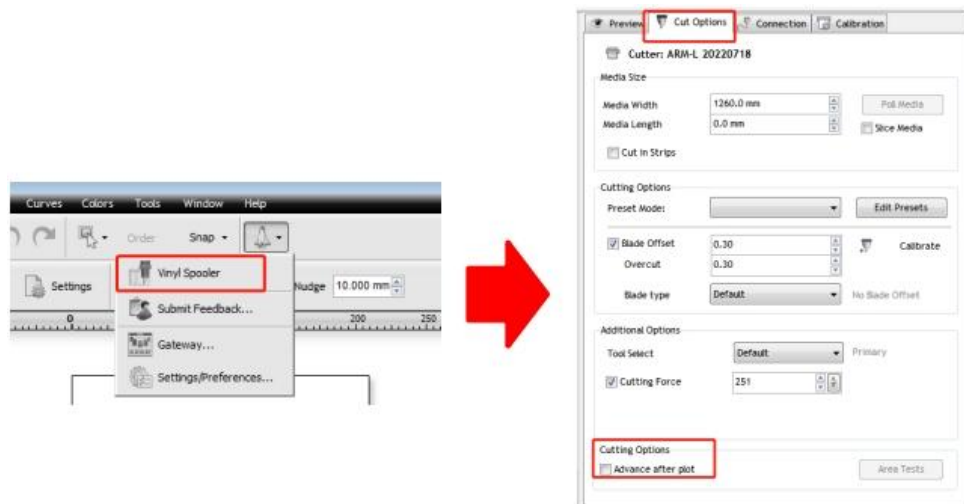 Curves Colors Tools Window Help
Order Snap
Vinyl Spooler
Settings
Nudge 10.000 mm
Submit Feedback...
0 200 250
Gateway...
Settings/Preferences...
Preview Cut Options Connection Calibration
Cutter: ARM-L 20220718
Media Size
Media Width 1260.0 mm Poll Media
Media Length 0.0 mm Slice Media
Cut in Strips
Cutting Options
Preset Mode: Edit Presets
Blade Offset 0.30 Calibrate
Overcut 0.30
Blade type Default No Blade Offset
Additional Options
Tool Select Default Primary
Cutting Force 251
Cutting Options
Advance after plot Area Tests